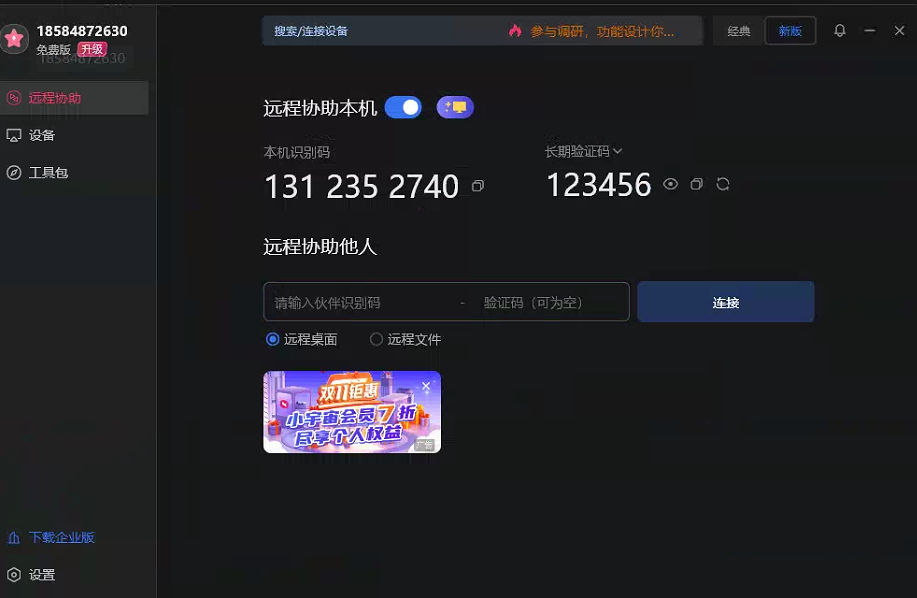 18584872630
免费版 升级
18584872630
远程协助
设备
工具包
下载企业版
设置
搜索/连接设备 参与调研，功能设计你... 经典 新版
远程协助本机
本机识别码 长期验证码
131 235 2740 123456
远程协助他人
请输入伙伴识别码 - 验证码（可为空） 连接
远程桌面 远程文件
双11钜惠
小宇宙会员7折
尽享个人权益
广告